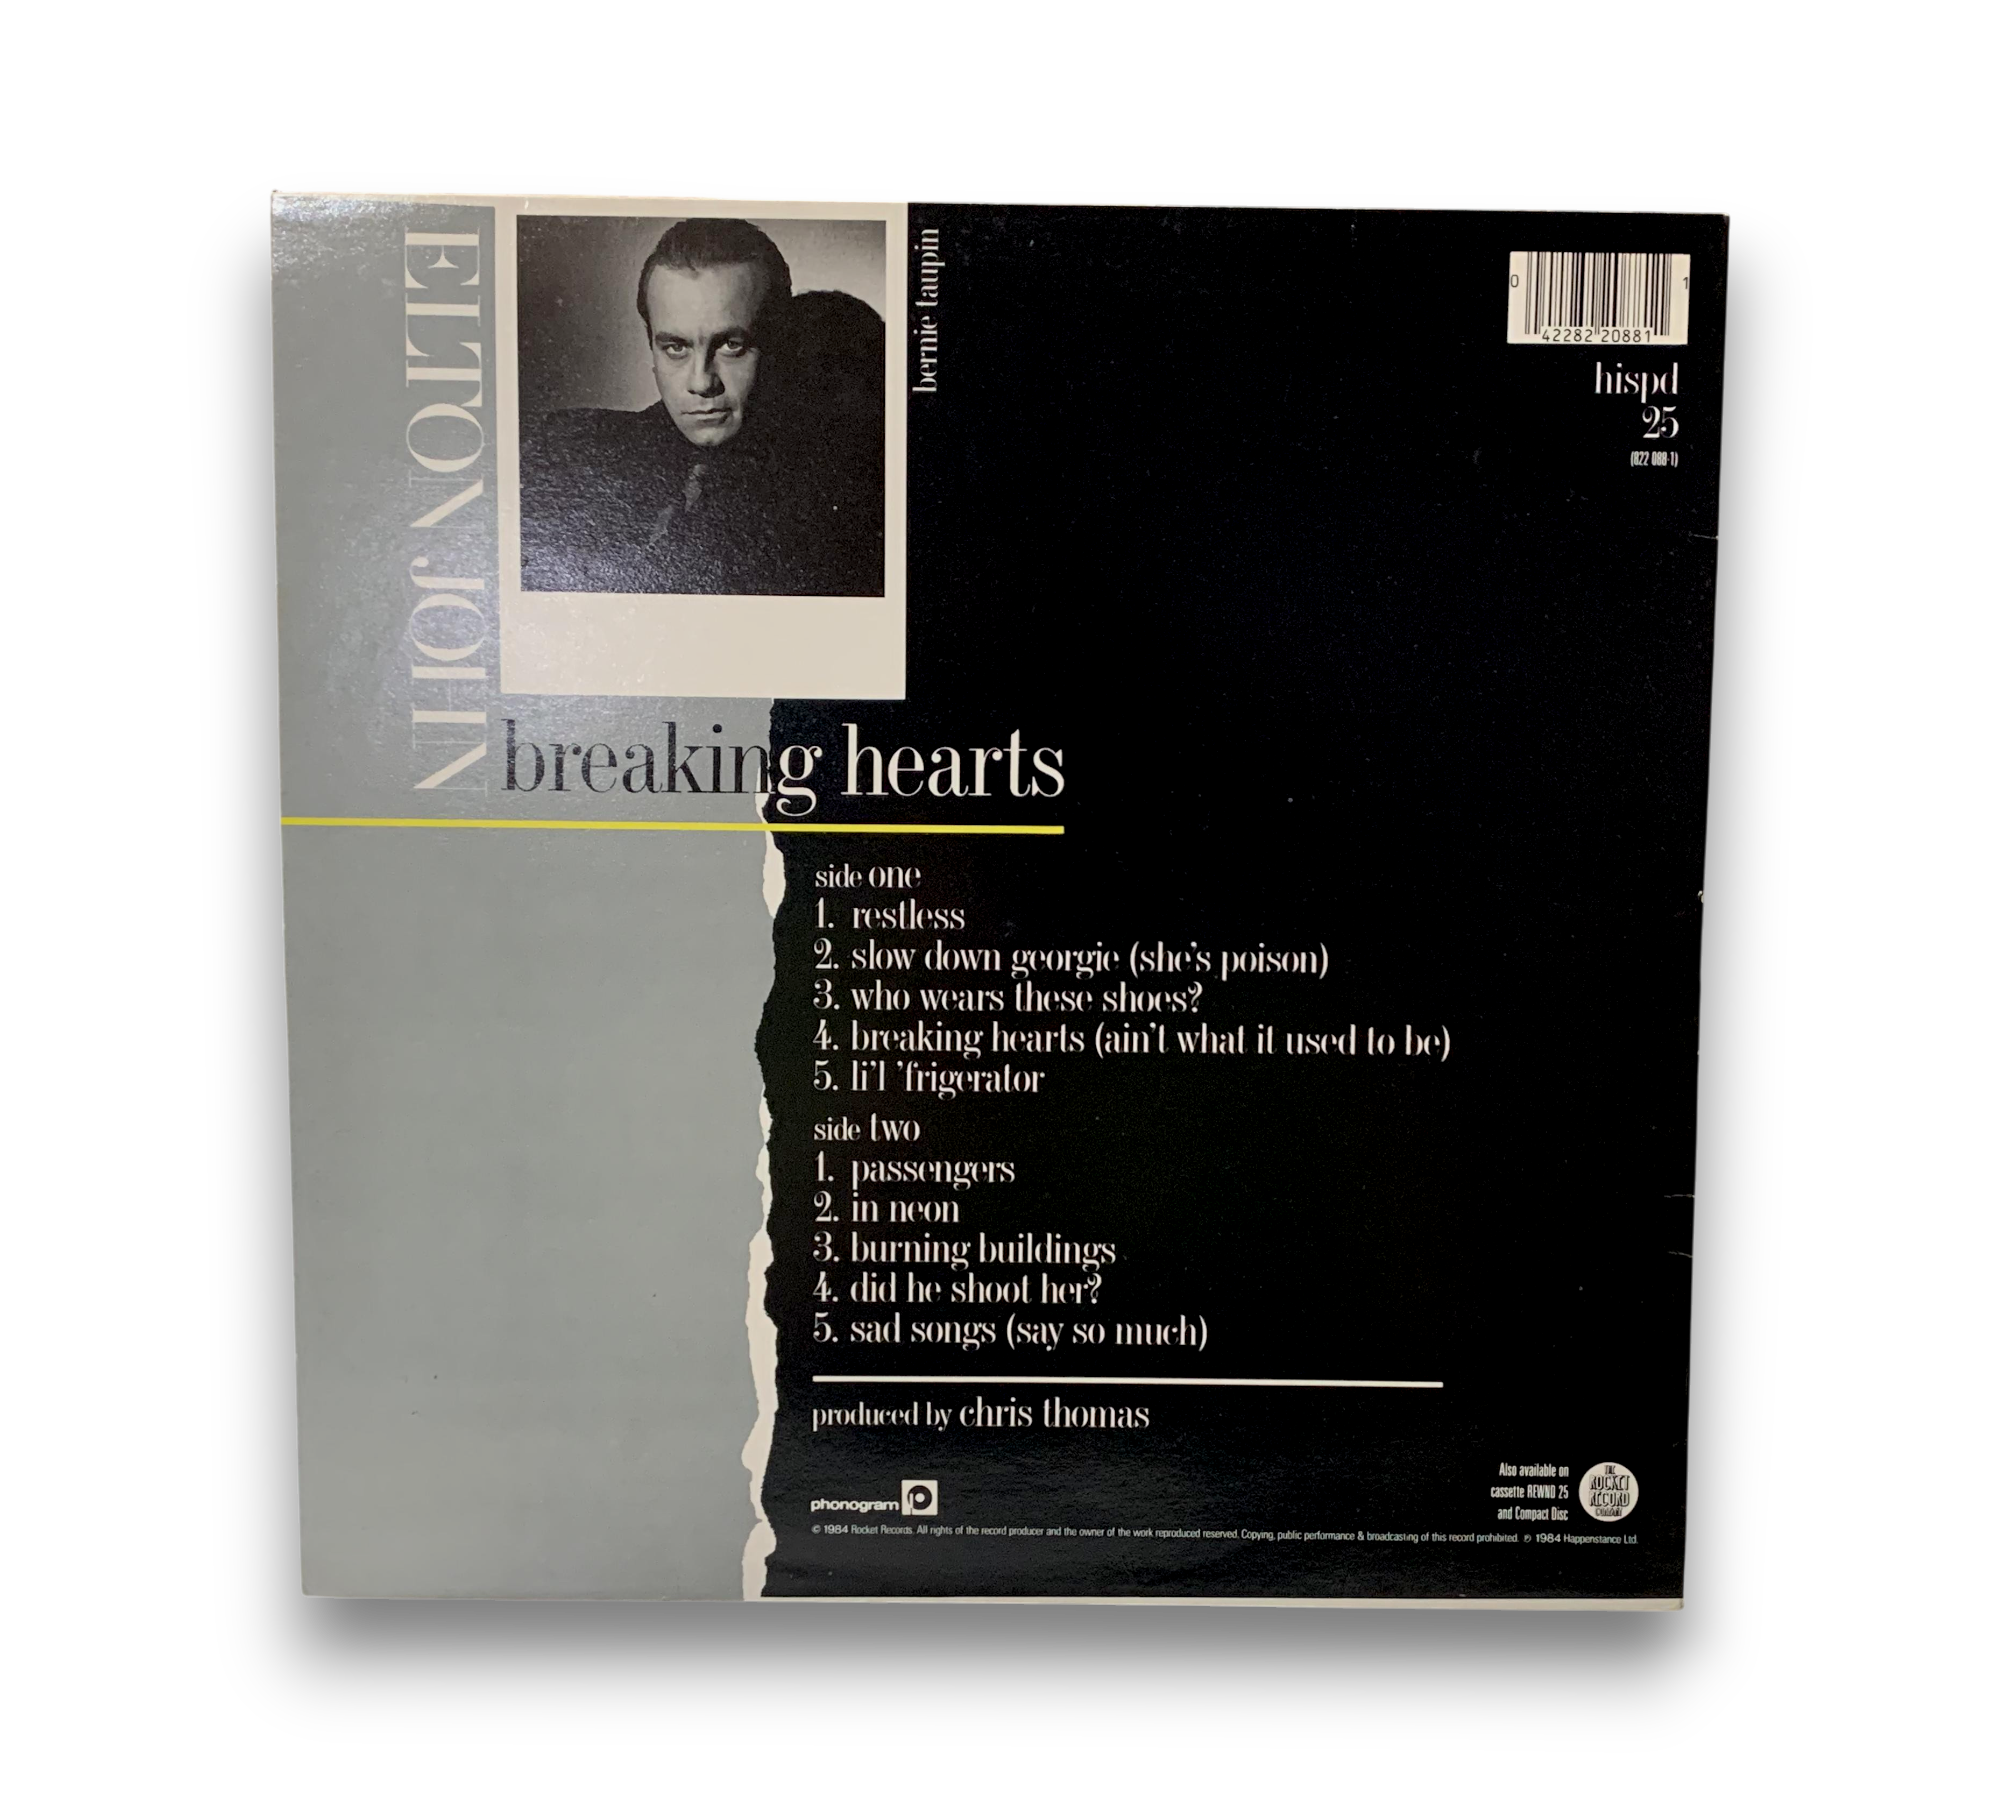 ELTON JOHN
bernie taupin
0 42282 20881 1
hispd
25
(822 088-1)
breaking hearts
side one
1. restless
2. slow down georgie (she's poison)
3. who wears these shoes?
4. breaking hearts (ain't what it used to be)
5. li'l 'frigerator
side two
1. passengers
2. in neon
3. burning buildings
4. did he shoot her?
5. sad songs (say so much)
produced by chris thomas
Also available on
cassette REWND 25
and Compact Disc
THE
ROCKET
RECORD
COMPANY
phonogram p
© 1984 Rocket Records. All rights of the record producer and the owner of the work reproduced reserved. Copying, public performance & broadcasting of this record prohibited. ℗ 1984 Happenstance Ltd.